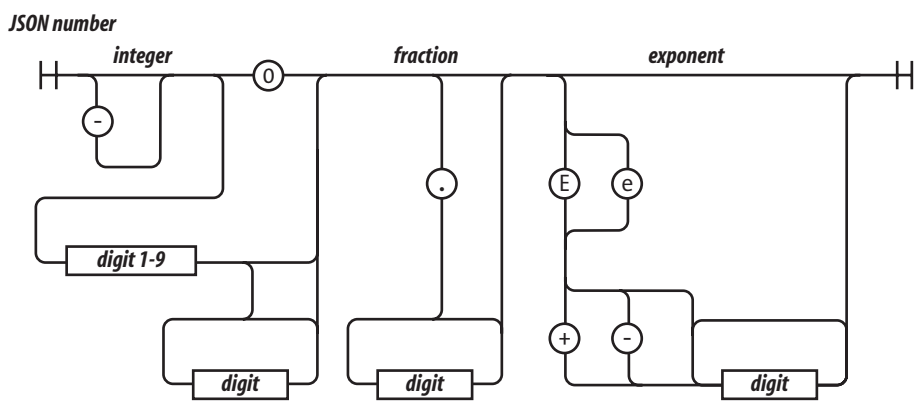 JSON number
integer fraction exponent
0
-
. E e
digit 1-9
+ -
digit digit digit